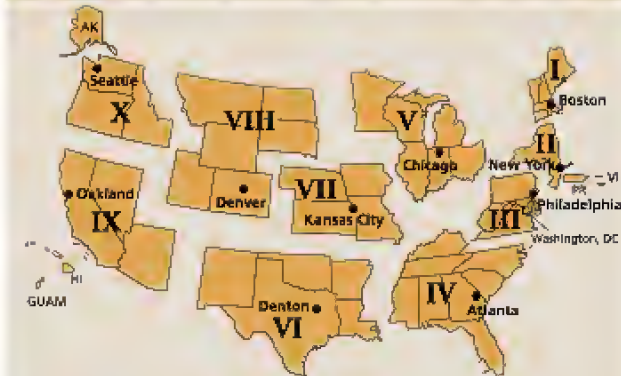 AK
Seattle
X
VIII
V
I
Boston
II
New York
VI
PR
Chicago
Philadelphia
III
Washington, DC
Oakland
IX
Denver
VII
Kansas City
HI
GUAM
Denton
VI
IV
Atlanta